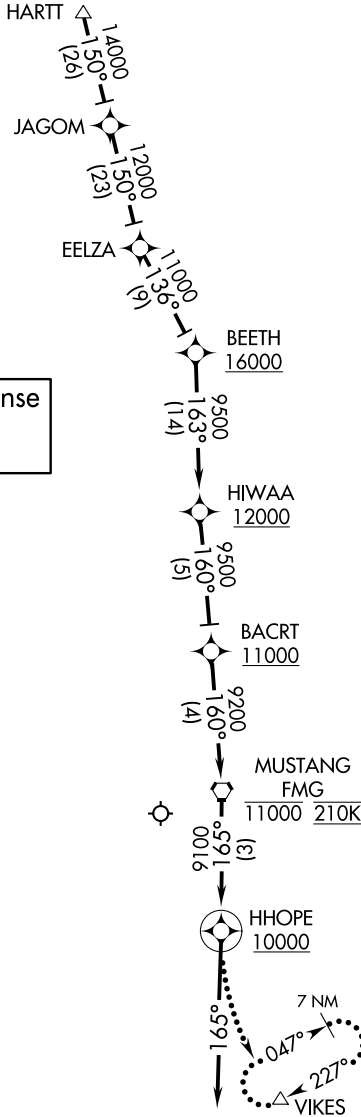 HARTT
14000
150°
(26)
JAGOM
12000
150°
(23)
EELZA
11000
136°
(9)
BEETH
16000
nse
9500
163°
(14)
HIWAA
12000
9500
160°
(5)
BACRT
11000
9200
160°
(4)
MUSTANG
FMG
11000 210K
(3)
165°
9100
HHOPE
10000
165°
7 NM
047°
227°
VIKES